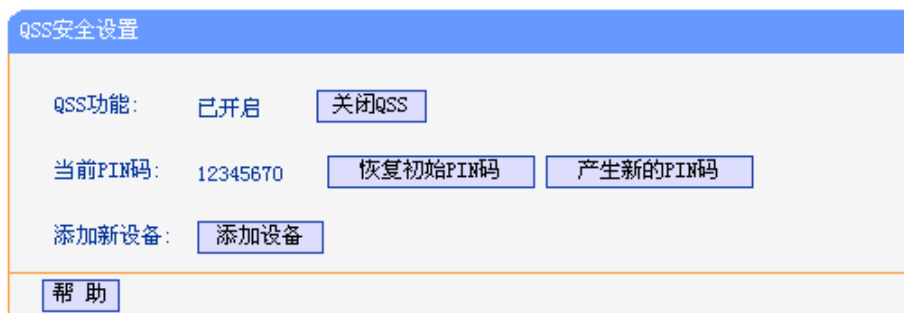 QSS安全设置
QSS功能: 已开启 关闭QSS
当前PIN码: 12345670 恢复初始PIN码 产生新的PIN码
添加新设备: 添加设备
帮 助